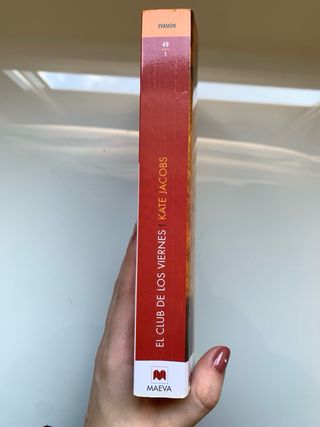 EVASIÓN
49
1
EL CLUB DE LOS VIERNES | KATE JACOBS
M
MAEVA